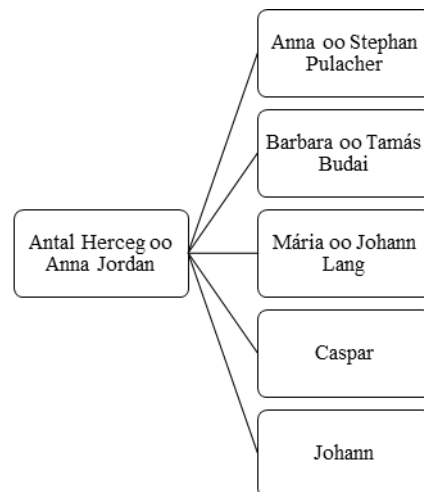 Anna oo Stephan
Pulacher
Barbara oo Tamás
Budai
Antal Herceg oo
Anna Jordan
Mária oo Johann
Lang
Caspar
Johann